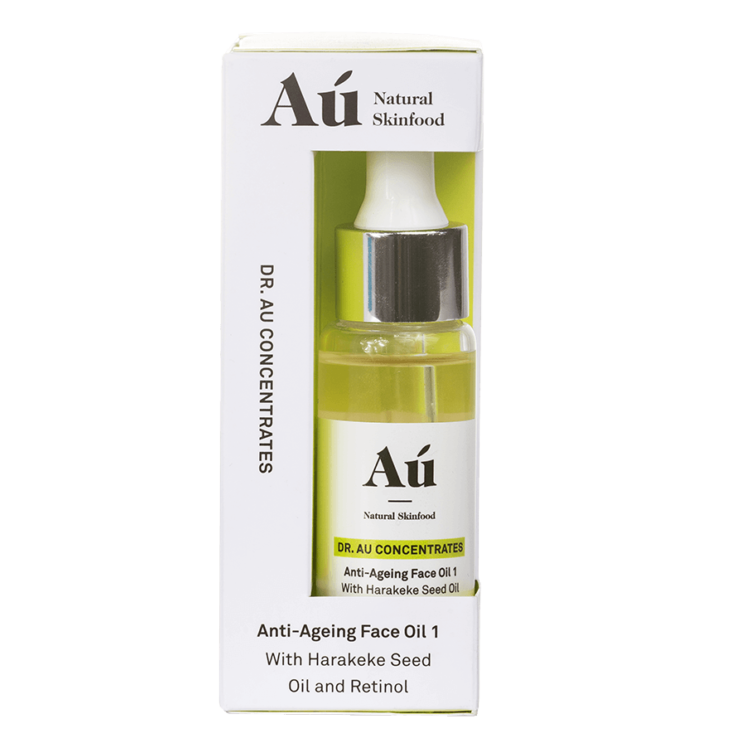 Aú Natural
Skinfood
DR. AU CONCENTRATES
Aú
Natural Skinfood
DR. AU CONCENTRATES
Anti-Ageing Face Oil 1
With Harakeke Seed Oil
Anti-Ageing Face Oil 1
With Harakeke Seed
Oil and Retinol